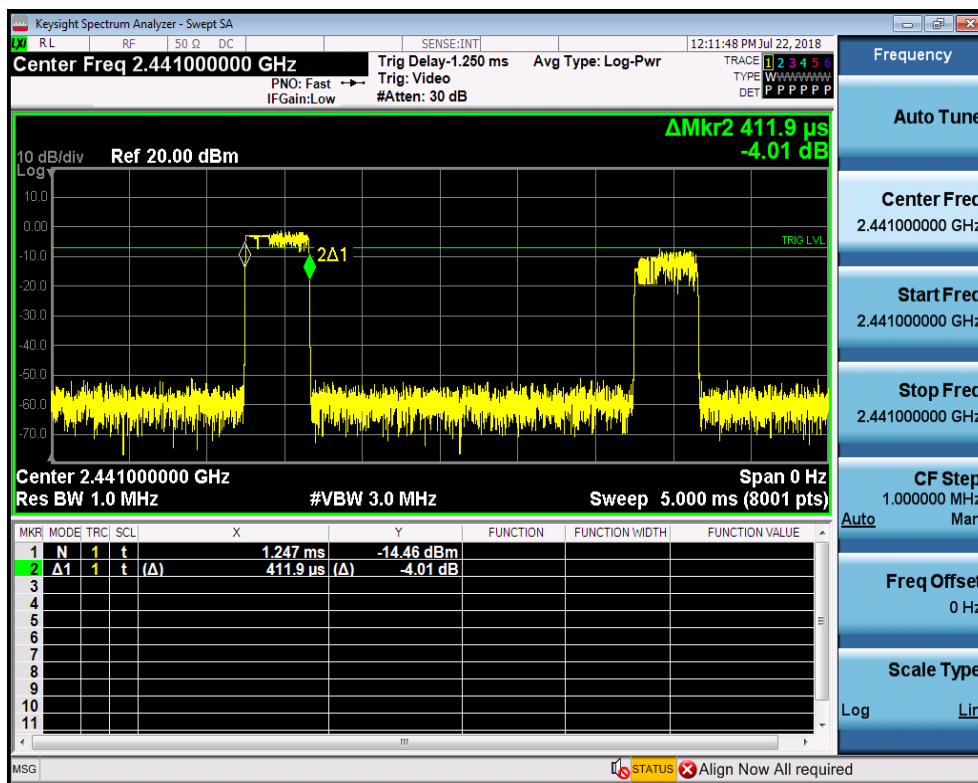 Keysight Spectrum Analyzer - Swept SA
LXI RL RF 50 Ω DC SENSE:INT 12:11:48 PM Jul 22, 2018
Center Freq 2.441000000 GHz
PNO: Fast
IFGain:Low
Trig Delay-1.250 ms
Trig: Video
#Atten: 30 dB
Avg Type: Log-Pwr
TRACE 1 2 3 4 5 6
TYPE WWWWWW
DET P P P P P P
ΔMkr2 411.9 µs
-4.01 dB
10 dB/div Ref 20.00 dBm
Log
10.0
0.00
-10.0
-20.0
-30.0
-40.0
-50.0
-60.0
-70.0
2Δ1
TRIG LVL
Center 2.441000000 GHz Span 0 Hz
Res BW 1.0 MHz #VBW 3.0 MHz Sweep 5.000 ms (8001 pts)
MKR MODE TRC SCL X Y FUNCTION FUNCTION WIDTH FUNCTION VALUE
1 N 1 t 1.247 ms -14.46 dBm
2 Δ1 1 t (Δ) 411.9 µs (Δ) -4.01 dB
3
4
5
6
7
8
9
10
11
MSG STATUS Align Now All required
Frequency
Auto Tune
Center Freq
2.441000000 GHz
Start Freq
2.441000000 GHz
Stop Freq
2.441000000 GHz
CF Step
1.000000 MHz
Auto Man
Freq Offset
0 Hz
Scale Type
Log Lin